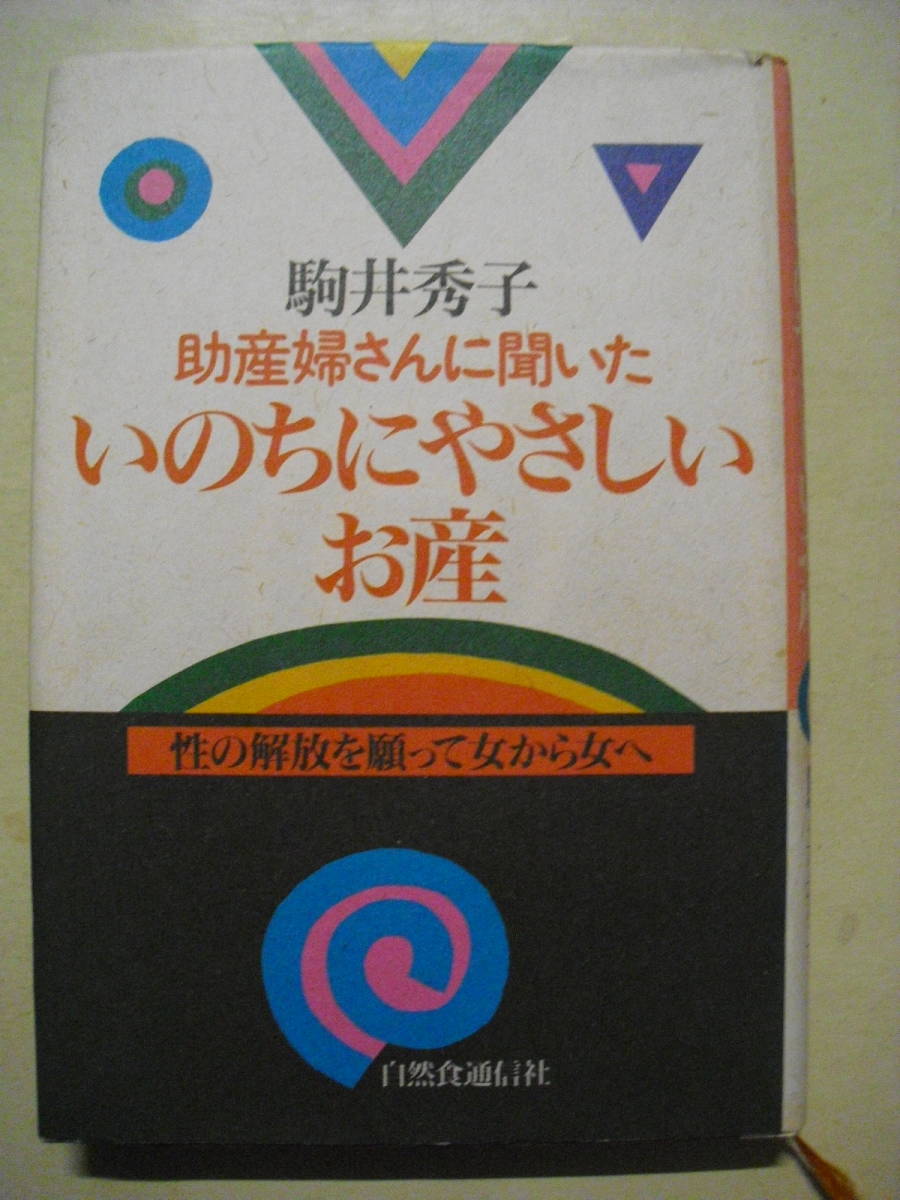 駒井秀子
助産婦さんに聞いた
いのちにやさしい
お産
性の解放を願って女から女へ
自然食通信社